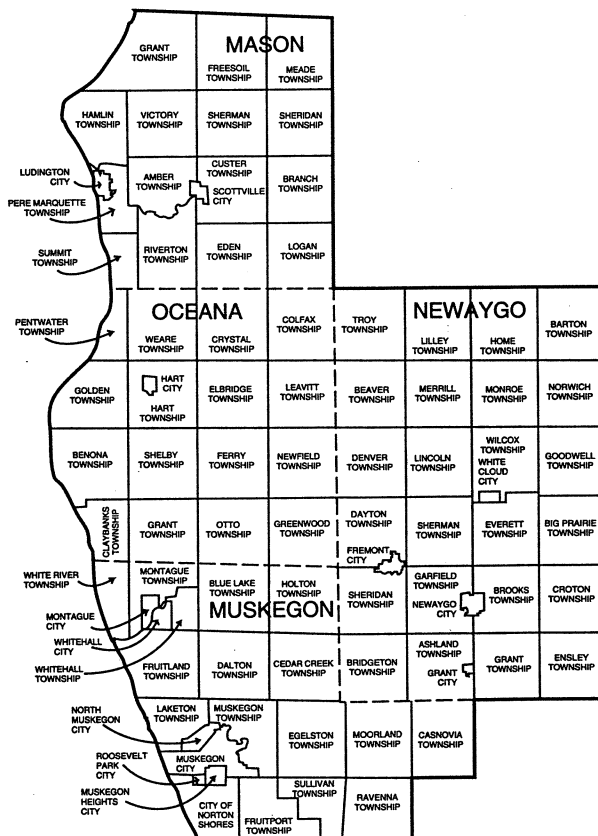 MASON
GRANT
TOWNSHIP
FREESOIL
TOWNSHIP
MEADE
TOWNSHIP
HAMLIN
TOWNSHIP
VICTORY
TOWNSHIP
SHERMAN
TOWNSHIP
SHERIDAN
TOWNSHIP
LUDINGTON
CITY
AMBER
TOWNSHIP
CUSTER
TOWNSHIP
SCOTTVILLE
CITY
BRANCH
TOWNSHIP
PERE MARQUETTE
TOWNSHIP
SUMMIT
TOWNSHIP
RIVERTON
TOWNSHIP
EDEN
TOWNSHIP
LOGAN
TOWNSHIP
OCEANA
NEWAYGO
PENTWATER
TOWNSHIP
WEARE
TOWNSHIP
CRYSTAL
TOWNSHIP
COLFAX
TOWNSHIP
TROY
TOWNSHIP
LILLEY
TOWNSHIP
HOME
TOWNSHIP
BARTON
TOWNSHIP
GOLDEN
TOWNSHIP
HART
CITY
HART
TOWNSHIP
ELBRIDGE
TOWNSHIP
LEAVITT
TOWNSHIP
BEAVER
TOWNSHIP
MERRILL
TOWNSHIP
MONROE
TOWNSHIP
NORWICH
TOWNSHIP
BENONA
TOWNSHIP
SHELBY
TOWNSHIP
FERRY
TOWNSHIP
NEWFIELD
TOWNSHIP
DENVER
TOWNSHIP
LINCOLN
TOWNSHIP
WILCOX
TOWNSHIP
WHITE
CLOUD
CITY
GOODWELL
TOWNSHIP
CLAYBANKS
TOWNSHIP
GRANT
TOWNSHIP
OTTO
TOWNSHIP
GREENWOOD
TOWNSHIP
DAYTON
TOWNSHIP
FREMONT
CITY
SHERMAN
TOWNSHIP
EVERETT
TOWNSHIP
BIG PRAIRIE
TOWNSHIP
WHITE RIVER
TOWNSHIP
MONTAGUE
TOWNSHIP
BLUE LAKE
TOWNSHIP
HOLTON
TOWNSHIP
SHERIDAN
TOWNSHIP
GARFIELD
TOWNSHIP
NEWAYGO
CITY
BROOKS
TOWNSHIP
CROTON
TOWNSHIP
MUSKEGON
MONTAGUE
CITY
WHITEHALL
CITY
WHITEHALL
TOWNSHIP
FRUITLAND
TOWNSHIP
DALTON
TOWNSHIP
CEDAR CREEK
TOWNSHIP
BRIDGETON
TOWNSHIP
ASHLAND
TOWNSHIP
GRANT
CITY
GRANT
TOWNSHIP
ENSLEY
TOWNSHIP
NORTH
MUSKEGON
CITY
LAKETON
TOWNSHIP
MUSKEGON
TOWNSHIP
EGELSTON
TOWNSHIP
MOORLAND
TOWNSHIP
CASNOVIA
TOWNSHIP
ROOSEVELT
PARK
CITY
MUSKEGON
CITY
MUSKEGON
HEIGHTS
CITY
CITY OF
NORTON
SHORES
FRUITPORT
TOWNSHIP
SULLIVAN
TOWNSHIP
RAVENNA
TOWNSHIP